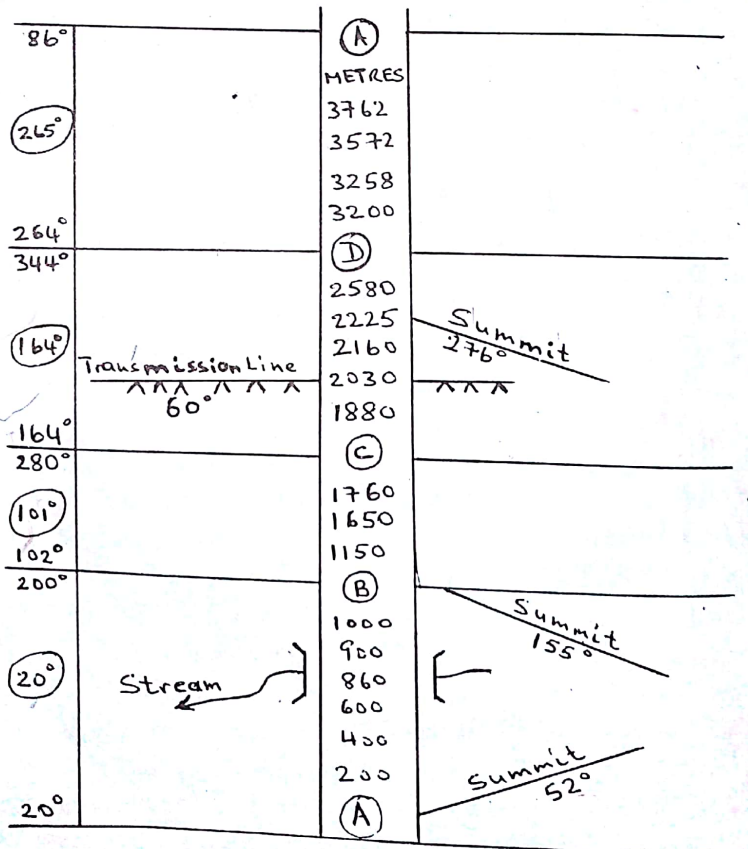 86° A
METRES
3762
265° 3572
3258
3200
264°
344° D
2580
2225 Summit
164° 2160 276°
Transmission Line 2030
60° 1880
164°
280° C
1760
101° 1650
102° 1150
200° B
1000 Summit
900 155°
20° Stream 860
600
400
200 Summit
52°
20° A